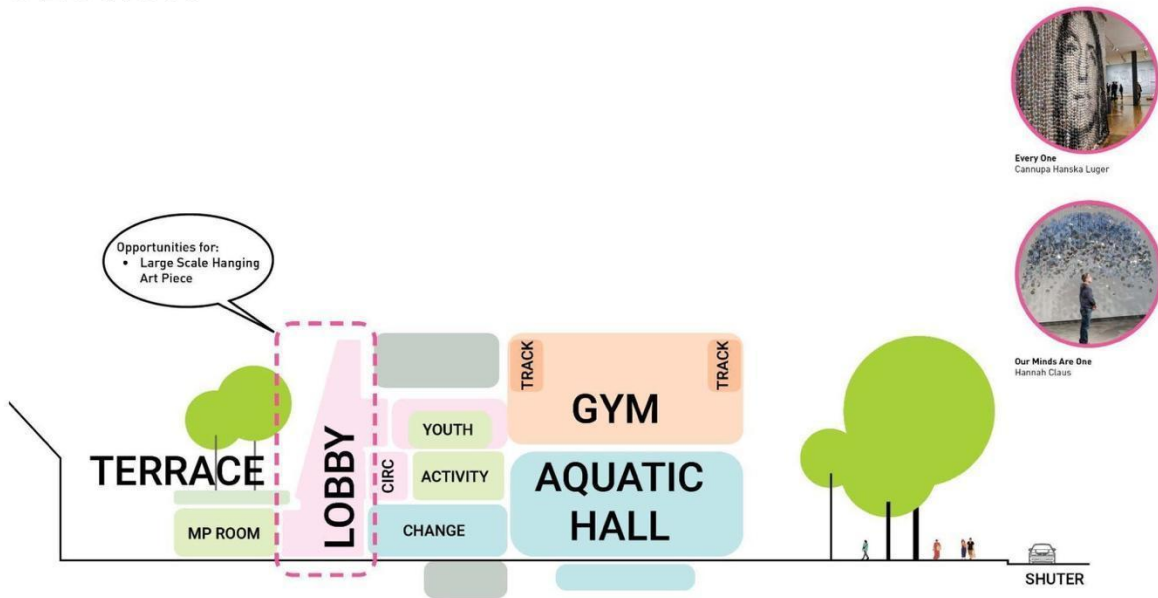 Every One
Cannupa Hanska Luger
Opportunities for:
• Large Scale Hanging
Art Piece
Our Minds Are One
Hannah Claus
TRACK
TRACK
GYM
YOUTH
LOBBY
TERRACE
CIRC
ACTIVITY
AQUATIC
HALL
MP ROOM
CHANGE
SHUTER